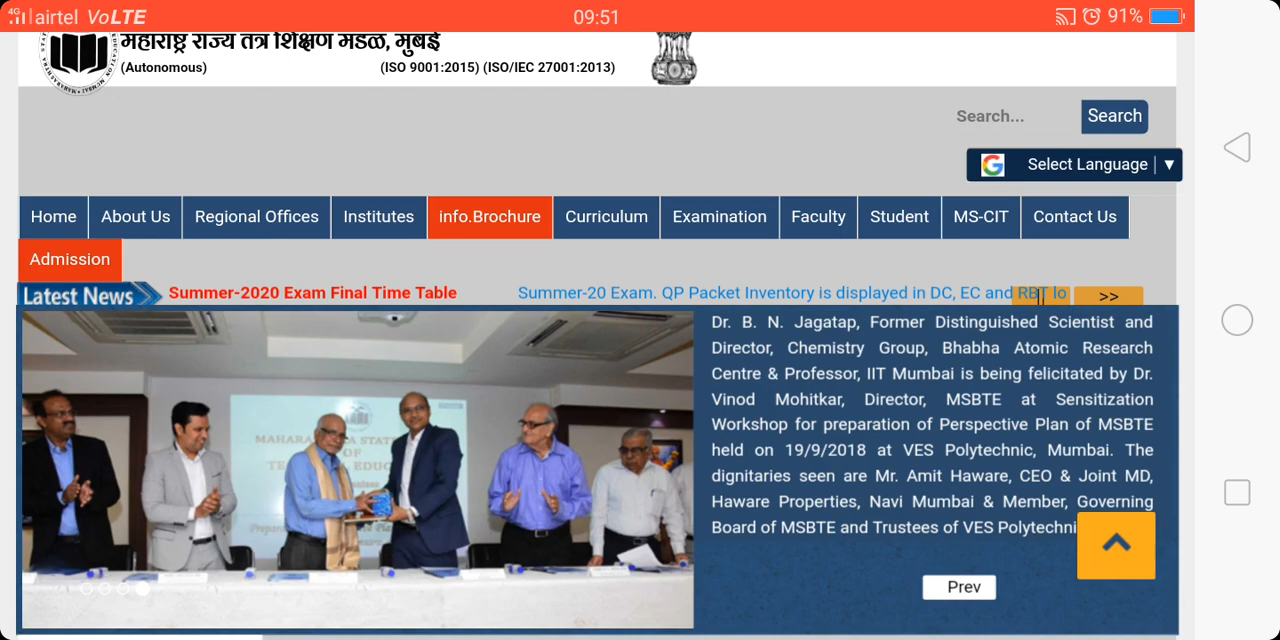 4G airtel VoLTE 09:51 91%
महाराष्ट्र राज्य तंत्र शिक्षण मंडळ, मुंबई
(Autonomous) (ISO 9001:2015) (ISO/IEC 27001:2013)
Search... Search
G Select Language ▼
Home About Us Regional Offices Institutes info.Brochure Curriculum Examination Faculty Student MS-CIT Contact Us
Admission
Latest News Summer-2020 Exam Final Time Table Summer-20 Exam. QP Packet Inventory is displayed in DC, EC and RBT lo || >>
Dr. B. N. Jagatap, Former Distinguished Scientist and
Director, Chemistry Group, Bhabha Atomic Research
Centre & Professor, IIT Mumbai is being felicitated by Dr.
Vinod Mohitkar, Director, MSBTE at Sensitization
Workshop for preparation of Perspective Plan of MSBTE
held on 19/9/2018 at VES Polytechnic, Mumbai. The
dignitaries seen are Mr. Amit Haware, CEO & Joint MD,
Haware Properties, Navi Mumbai & Member, Governing
Board of MSBTE and Trustees of VES Polytechni
Prev